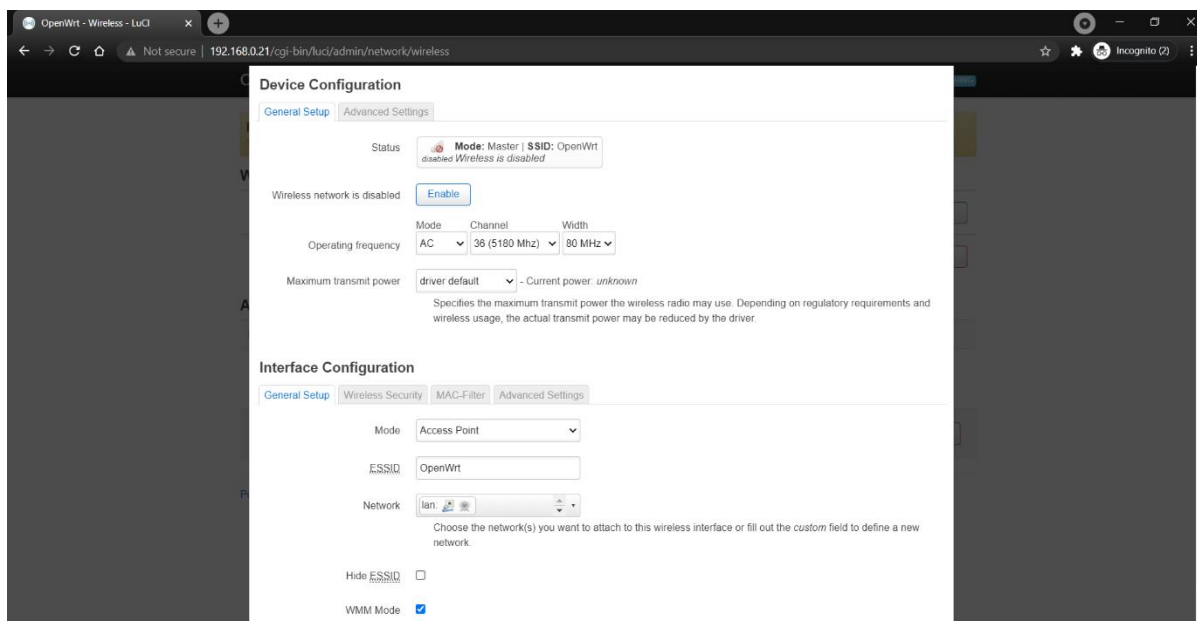 OpenWrt - Wireless - LuCI
Not secure | 192.168.0.21/cgi-bin/luci/admin/network/wireless
Incognito (2)
Device Configuration
General Setup Advanced Settings
Status
Mode: Master | SSID: OpenWrt
disabled Wireless is disabled
Wireless network is disabled Enable
Mode Channel Width
Operating frequency AC 36 (5180 Mhz) 80 MHz
Maximum transmit power driver default - Current power: unknown
Specifies the maximum transmit power the wireless radio may use. Depending on regulatory requirements and
wireless usage, the actual transmit power may be reduced by the driver.
Interface Configuration
General Setup Wireless Security MAC-Filter Advanced Settings
Mode Access Point
ESSID OpenWrt
Network lan:
Choose the network(s) you want to attach to this wireless interface or fill out the custom field to define a new
network.
Hide ESSID
WMM Mode